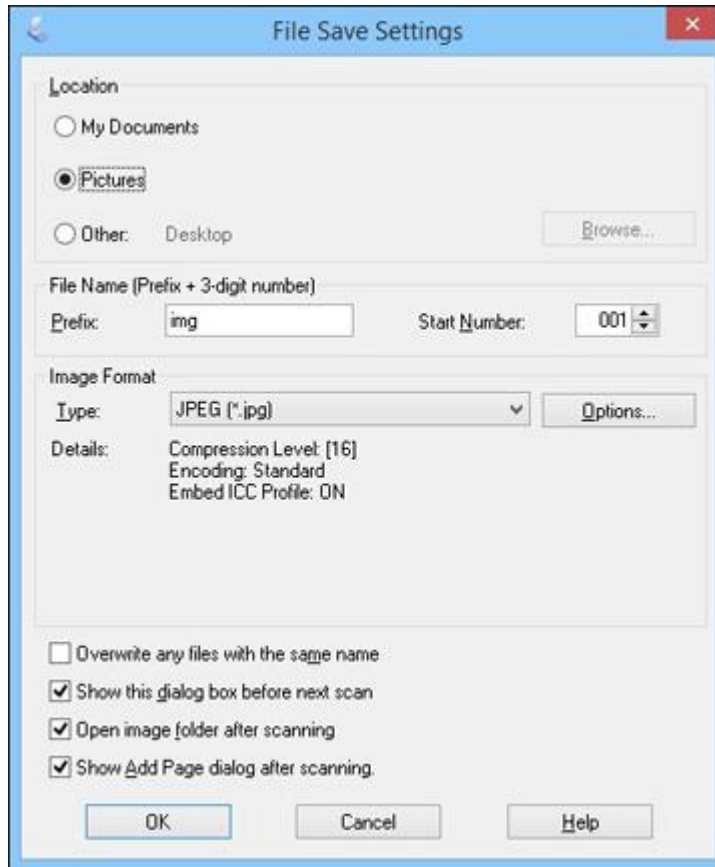 File Save Settings
Location
My Documents
Pictures
Other: Desktop Browse...
File Name (Prefix + 3-digit number)
Prefix: img Start Number: 001
Image Format
Type: JPEG (*.jpg) Options...
Details: Compression Level: [16]
Encoding: Standard
Embed ICC Profile: ON
Overwrite any files with the same name
Show this dialog box before next scan
Open image folder after scanning
Show Add Page dialog after scanning.
OK Cancel Help